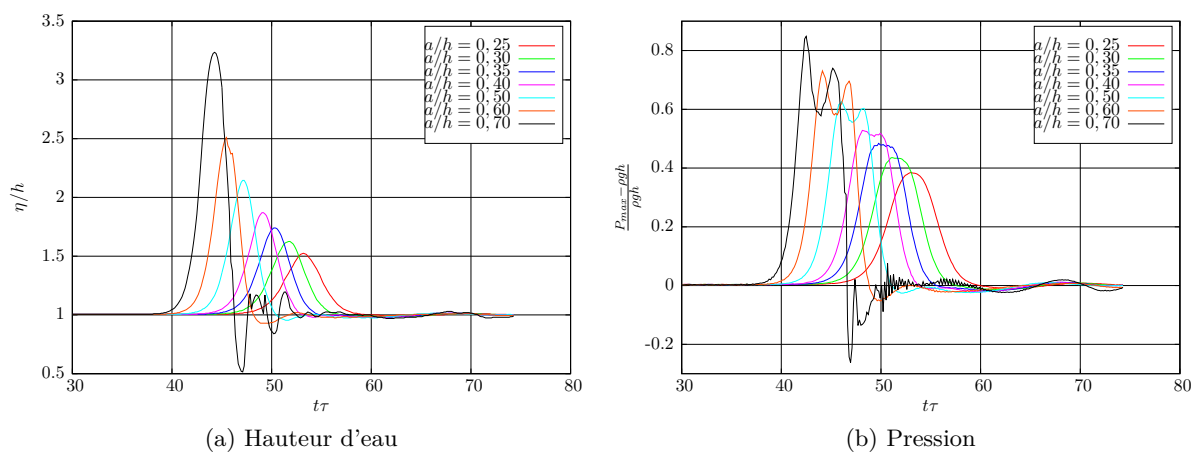 3.5
3
2.5
2
1.5
1
0.5
η/h
30
40
50
60
70
80
tτ
a/h = 0, 25
a/h = 0, 30
a/h = 0, 35
a/h = 0, 40
a/h = 0, 50
a/h = 0, 60
a/h = 0, 70
(a) Hauteur d'eau
0.8
0.6
0.4
0.2
0
-0.2
P_max − ρgh
ρgh
30
40
50
60
70
80
tτ
a/h = 0, 25
a/h = 0, 30
a/h = 0, 35
a/h = 0, 40
a/h = 0, 50
a/h = 0, 60
a/h = 0, 70
(b) Pression